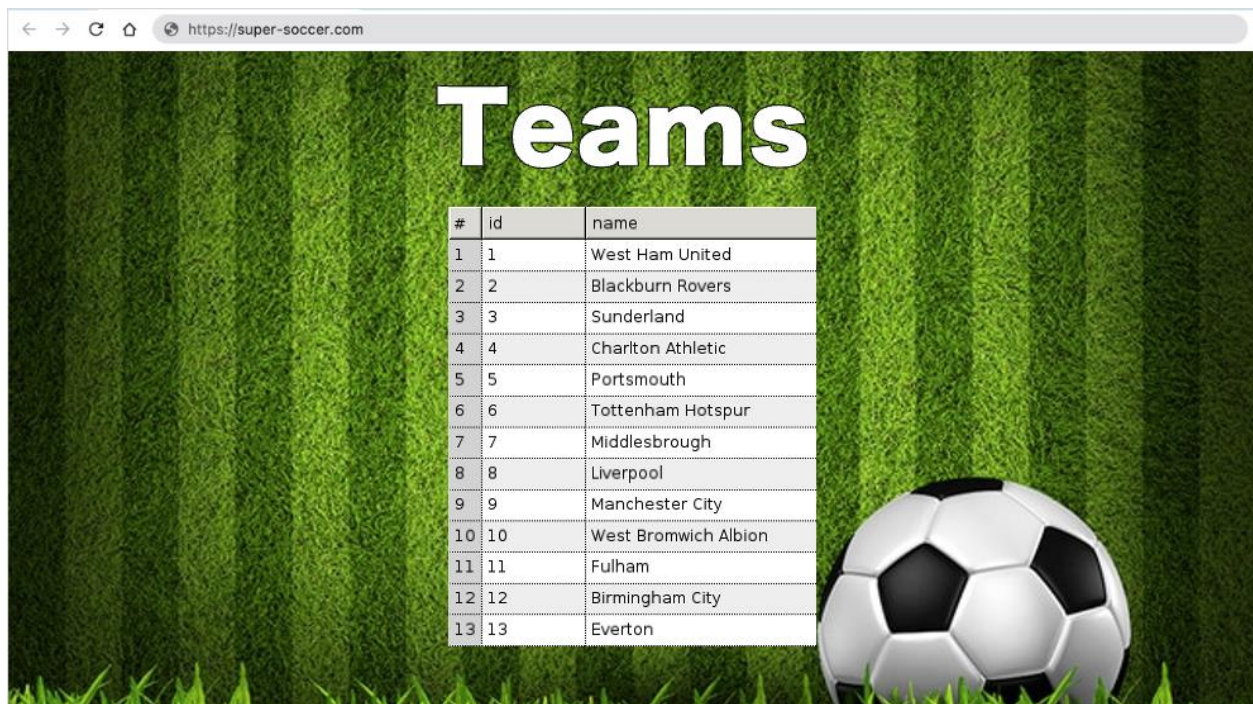 https://super-soccer.com
Teams
# id name
1 1 West Ham United
2 2 Blackburn Rovers
3 3 Sunderland
4 4 Charlton Athletic
5 5 Portsmouth
6 6 Tottenham Hotspur
7 7 Middlesbrough
8 8 Liverpool
9 9 Manchester City
10 10 West Bromwich Albion
11 11 Fulham
12 12 Birmingham City
13 13 Everton